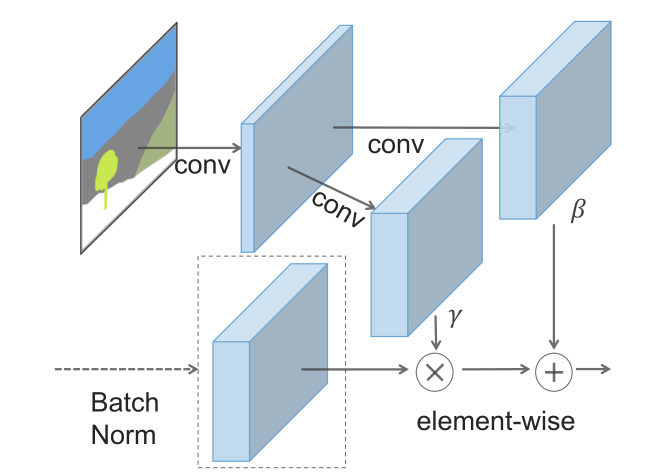 conv
conv
conv
β
γ
×
+
Batch
Norm
element-wise